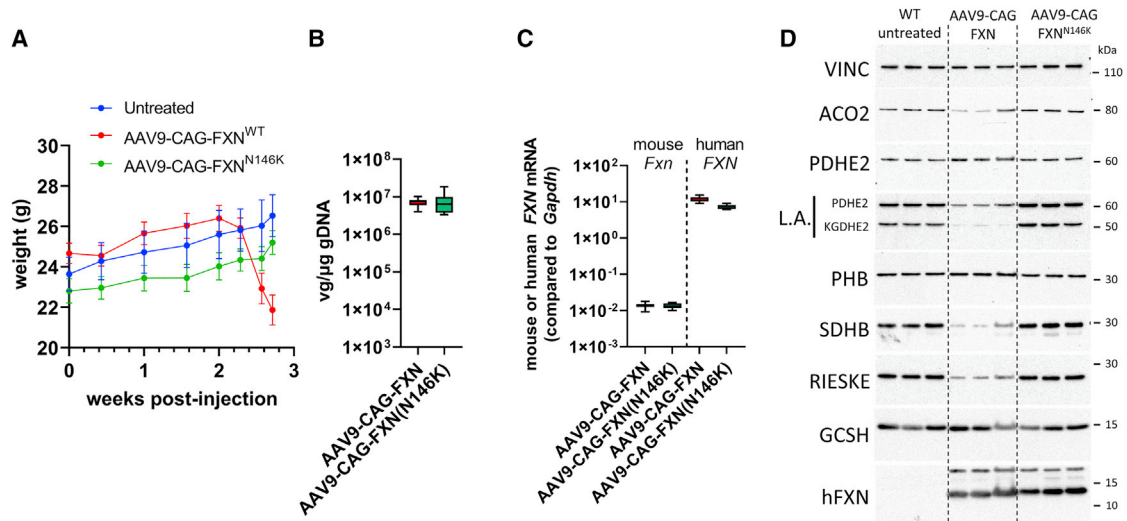 A
Untreated
AAV9-CAG-FXNWT
AAV9-CAG-FXNN146K
30
28
26
24
22
20
weight (g)
0
1
2
3
weeks post-injection
B
1×10^8
1×10^7
1×10^6
1×10^5
1×10^4
1×10^3
vg/µg gDNA
AAV9-CAG-FXN
AAV9-CAG-FXN(N146K)
C
mouse
Fxn
human
FXN
1×10^2
1×10^1
1×10^0
1×10^-1
1×10^-2
1×10^-3
mouse or human FXN mRNA
(compared to Gapdh)
AAV9-CAG-FXN
AAV9-CAG-FXN(N146K)
AAV9-CAG-FXN
AAV9-CAG-FXN(N146K)
D
WT
untreated
AAV9-CAG
FXN
AAV9-CAG
FXNN146K
kDa
VINC
110
ACO2
80
PDHE2
60
L.A.
PDHE2
60
KGDHE2
50
PHB
30
SDHB
30
RIESKE
30
GCSH
15
hFXN
15
10